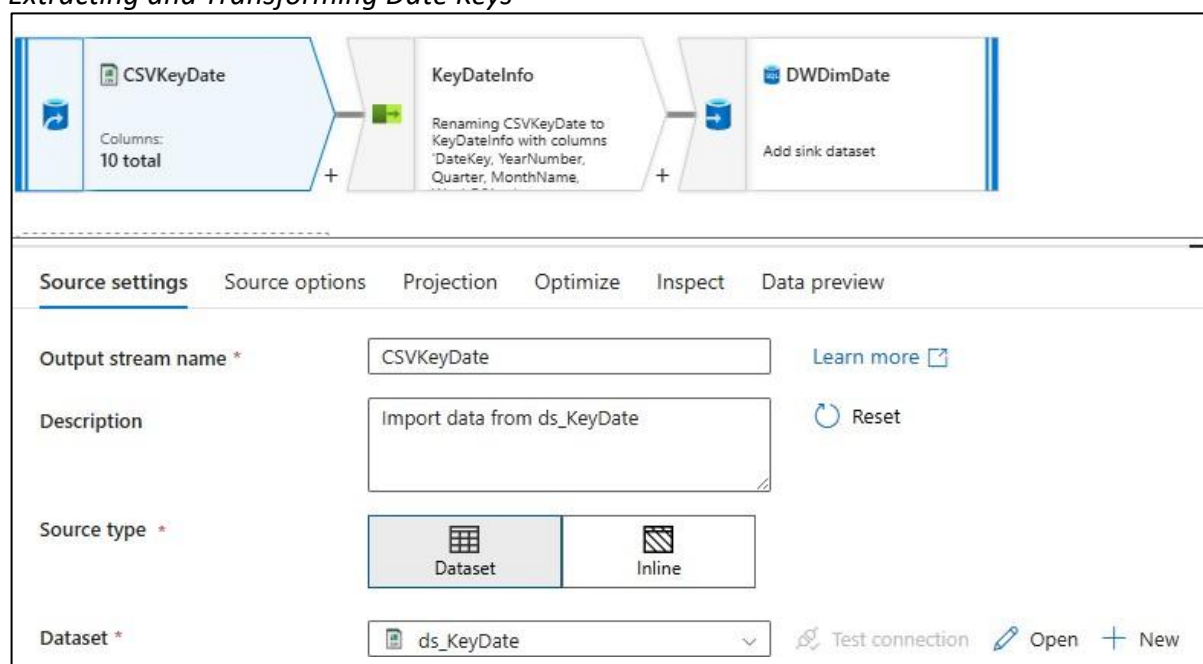 Extracting and Transforming Date Keys
CSVKeyDate
Columns:
10 total
+
KeyDateInfo
Renaming CSVKeyDate to
KeyDateInfo with columns
'DateKey, YearNumber,
Quarter, MonthName,
+
DWDimDate
Add sink dataset
Source settings Source options Projection Optimize Inspect Data preview
Output stream name * CSVKeyDate Learn more
Description Import data from ds_KeyDate Reset
Source type *
Dataset Inline
Dataset * ds_KeyDate Test connection Open + New